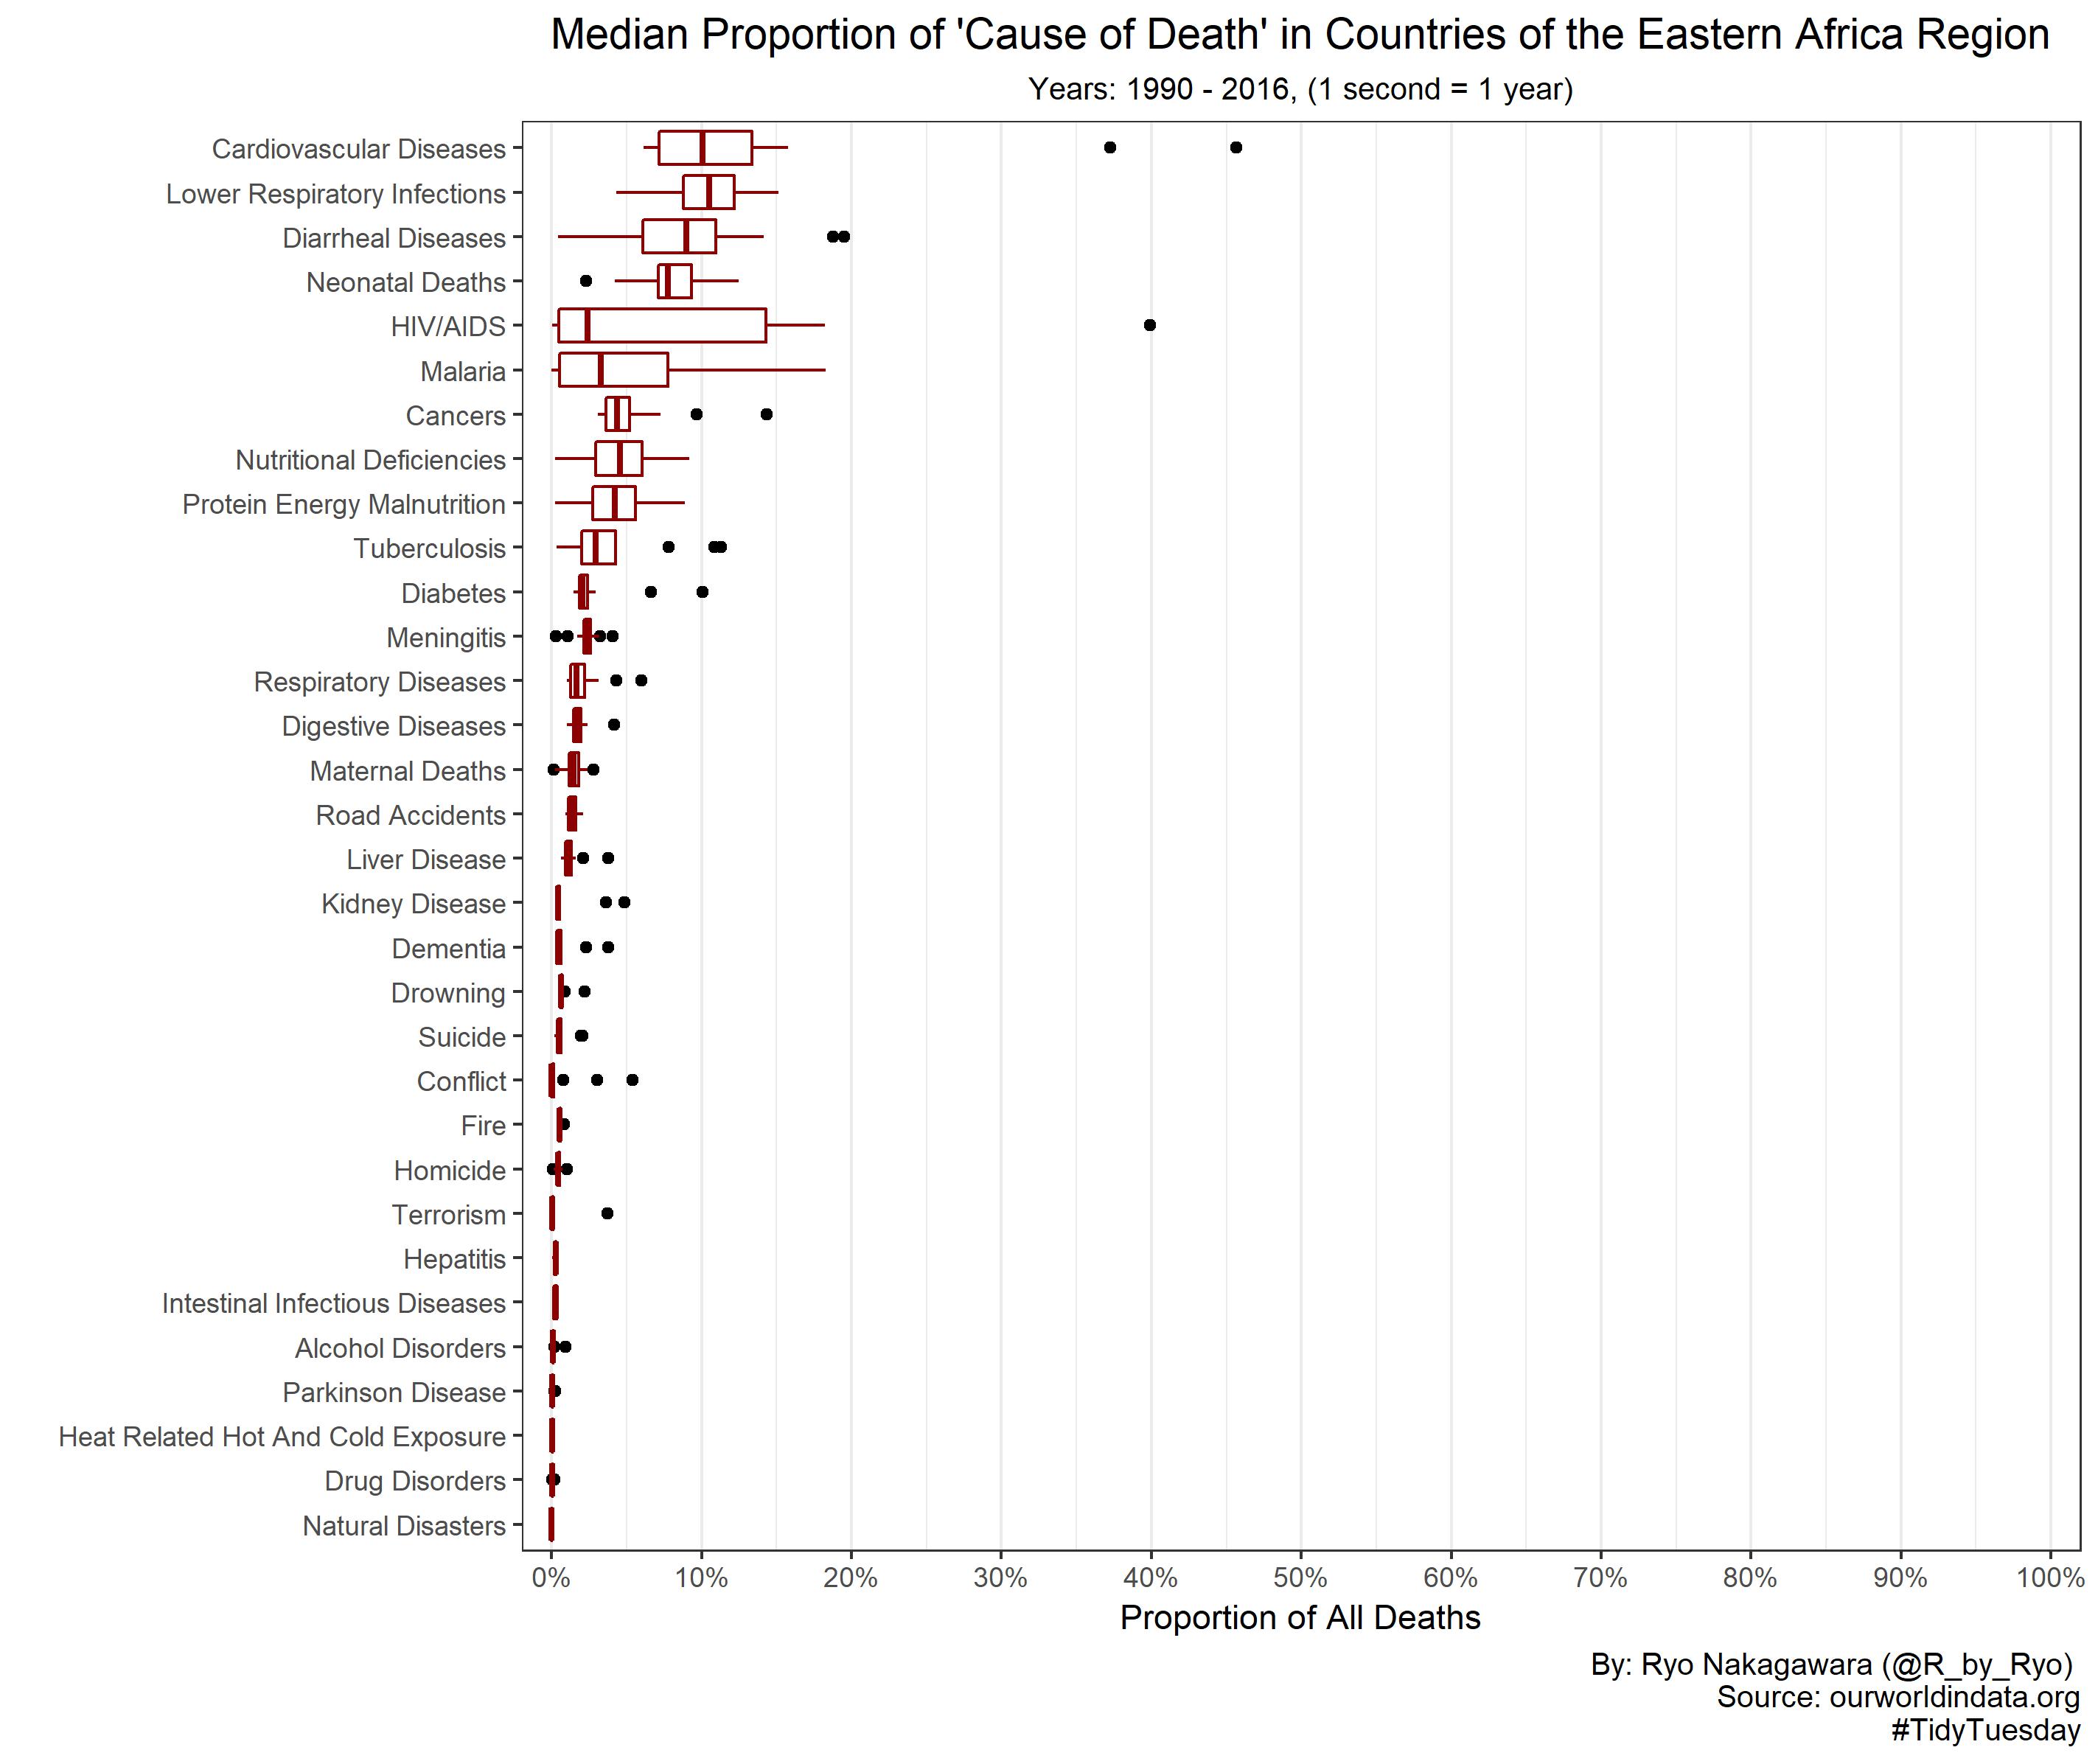 Median Proportion of 'Cause of Death' in Countries of the Eastern Africa Region
Years: 1990 - 2016, (1 second = 1 year)
Cardiovascular Diseases
Lower Respiratory Infections
Diarrheal Diseases
Neonatal Deaths
HIV/AIDS
Malaria
Cancers
Nutritional Deficiencies
Protein Energy Malnutrition
Tuberculosis
Diabetes
Meningitis
Respiratory Diseases
Digestive Diseases
Maternal Deaths
Road Accidents
Liver Disease
Kidney Disease
Dementia
Drowning
Suicide
Conflict
Fire
Homicide
Terrorism
Hepatitis
Intestinal Infectious Diseases
Alcohol Disorders
Parkinson Disease
Heat Related Hot And Cold Exposure
Drug Disorders
Natural Disasters
0% 10% 20% 30% 40% 50% 60% 70% 80% 90% 100%
Proportion of All Deaths
By: Ryo Nakagawara (@R_by_Ryo)
Source: ourworldindata.org
#TidyTuesday